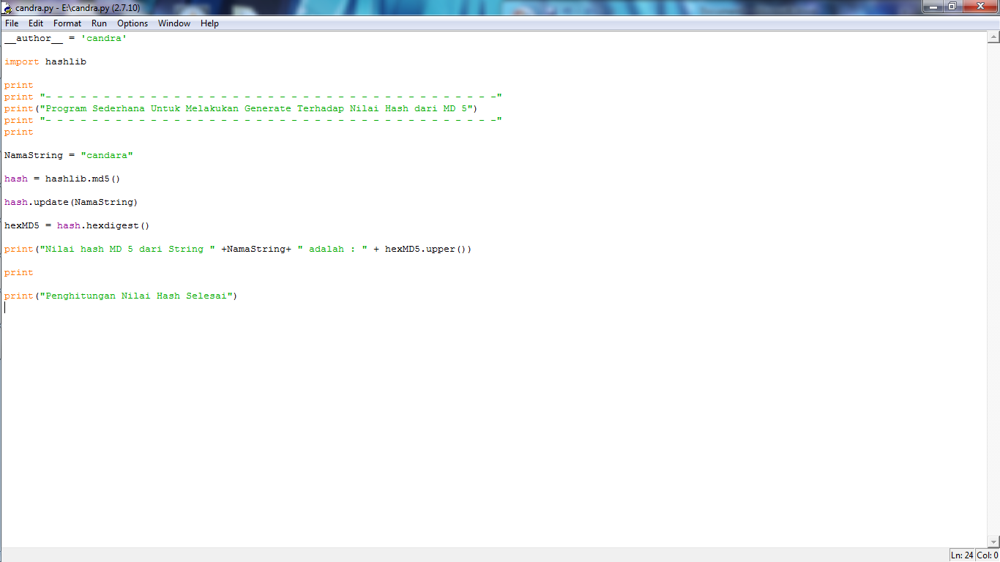 candra.py - E:\candra.py (2.7.10)
File Edit Format Run Options Window Help
__author__ = 'candra'
import hashlib
print
print "- - - - - - - - - - - - - - - - - - - - - - - - - - - - - - - - - - - - - - -"
print("Program Sederhana Untuk Melakukan Generate Terhadap Nilai Hash dari MD 5")
print "- - - - - - - - - - - - - - - - - - - - - - - - - - - - - - - - - - - - - - -"
print
NamaString = "candara"
hash = hashlib.md5()
hash.update(NamaString)
hexMD5 = hash.hexdigest()
print("Nilai hash MD 5 dari String " +NamaString+ " adalah : " + hexMD5.upper())
print
print("Penghitungan Nilai Hash Selesai")
Ln: 24 Col: 0